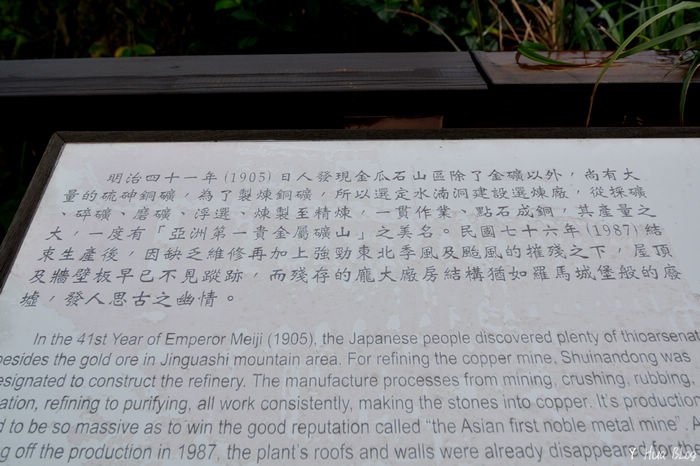 明治四十一年(1905)日人發現金瓜石山區除了金礦以外，尚有大
量的硫砷銅礦，為了製煉銅礦，所以選定水湳洞建設選煉廠，從採礦
、碎礦、磨礦、浮選、煉製至精煉，一貫作業、點石成銅，其產量之
大，一度有「亞洲第一貴金屬礦山」之美名。民國七十六年(1987)結
束生產後，因缺乏維修再加上強勁東北季風及颱風的摧殘之下，屋頂
及牆壁板早已不見蹤跡，而殘存的龐大廠房結構猶如羅馬城堡般的廢
墟，發人思古之幽情。
In the 41st Year of Emperor Meiji (1905), the Japanese people discovered plenty of thioarsenat
besides the gold ore in Jinguashi mountain area. For refining the copper mine. Shuinandong was
esignated to construct the refinery. The manufacture processes from mining, crushing, rubbing,
ation, refining to purifying, all work consistently, making the stones into copper. It's production
d to be so massive as to win the good reputation called "the Asian first noble metal mine". A
g off the production in 1987, the plant's roofs and walls were already disappeared for the
Y Hua Blog